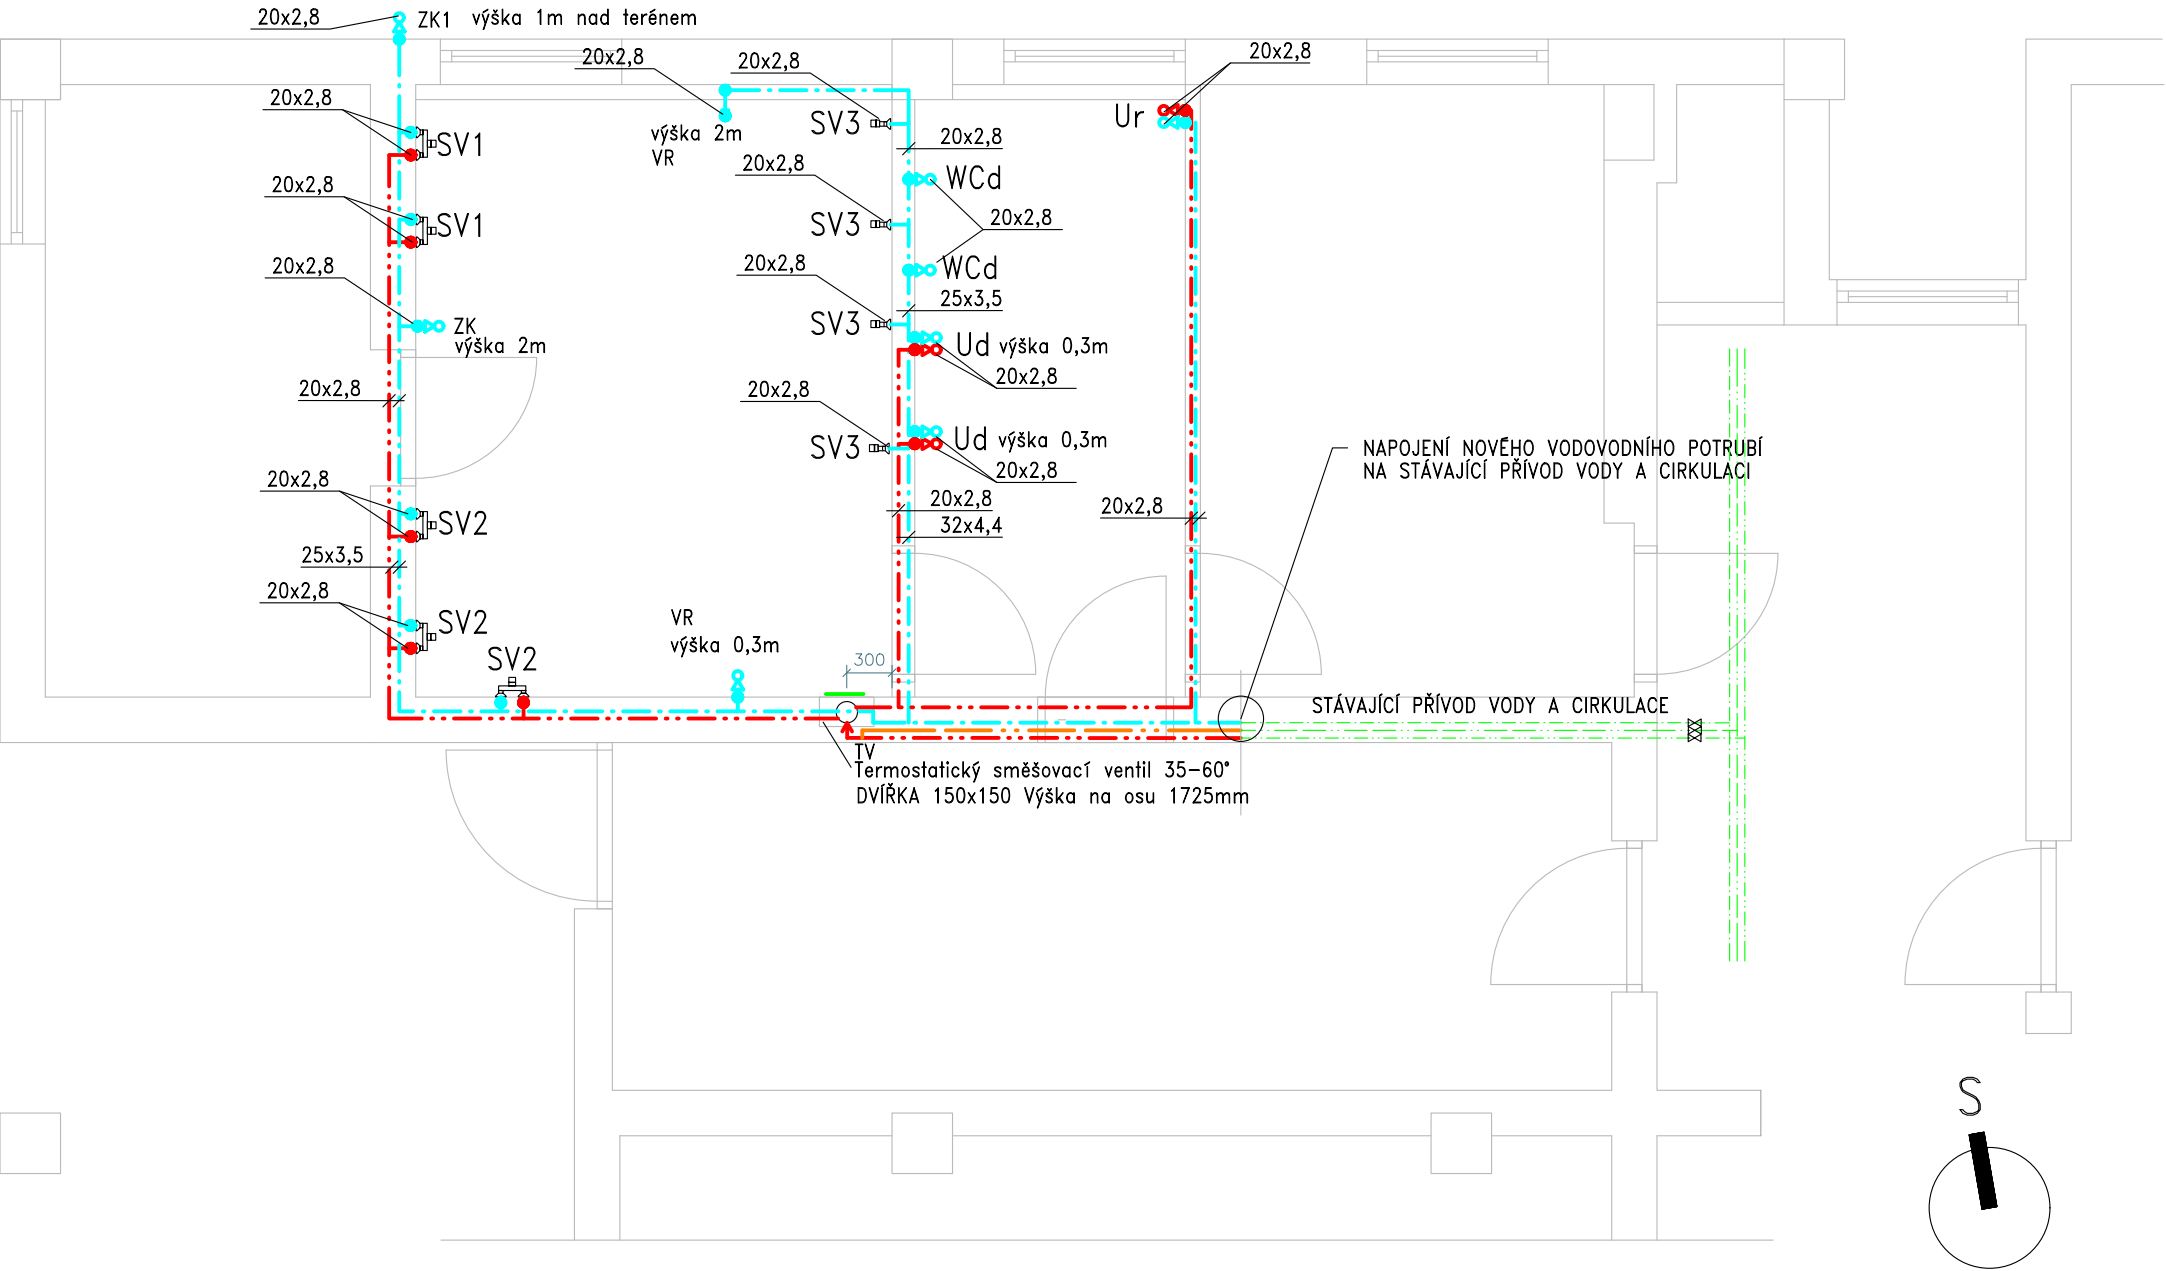 20x2,8
ZK1 výška 1m nad terénem
20x2,8
20x2,8
20x2,8
20x2,8
SV1
výška 2m
VR
SV3
20x2,8
Ur
20x2,8
SV1
20x2,8
SV3
WCd
20x2,8
20x2,8
ZK
výška 2m
20x2,8
SV3
WCd
25x3,5
Ud výška 0,3m
20x2,8
20x2,8
20x2,8
SV3
Ud výška 0,3m
20x2,8
NAPOJENÍ NOVÉHO VODOVODNÍHO POTRUBÍ
NA STÁVAJÍCÍ PŘÍVOD VODY A CIRKULACI
20x2,8
SV2
20x2,8
32x4,4
20x2,8
25x3,5
20x2,8
SV2
SV2
VR
výška 0,3m
300
STÁVAJÍCÍ PŘÍVOD VODY A CIRKULACE
TV
Termostatický směšovací ventil 35-60°
DVÍŘKA 150x150 Výška na osu 1725mm
S